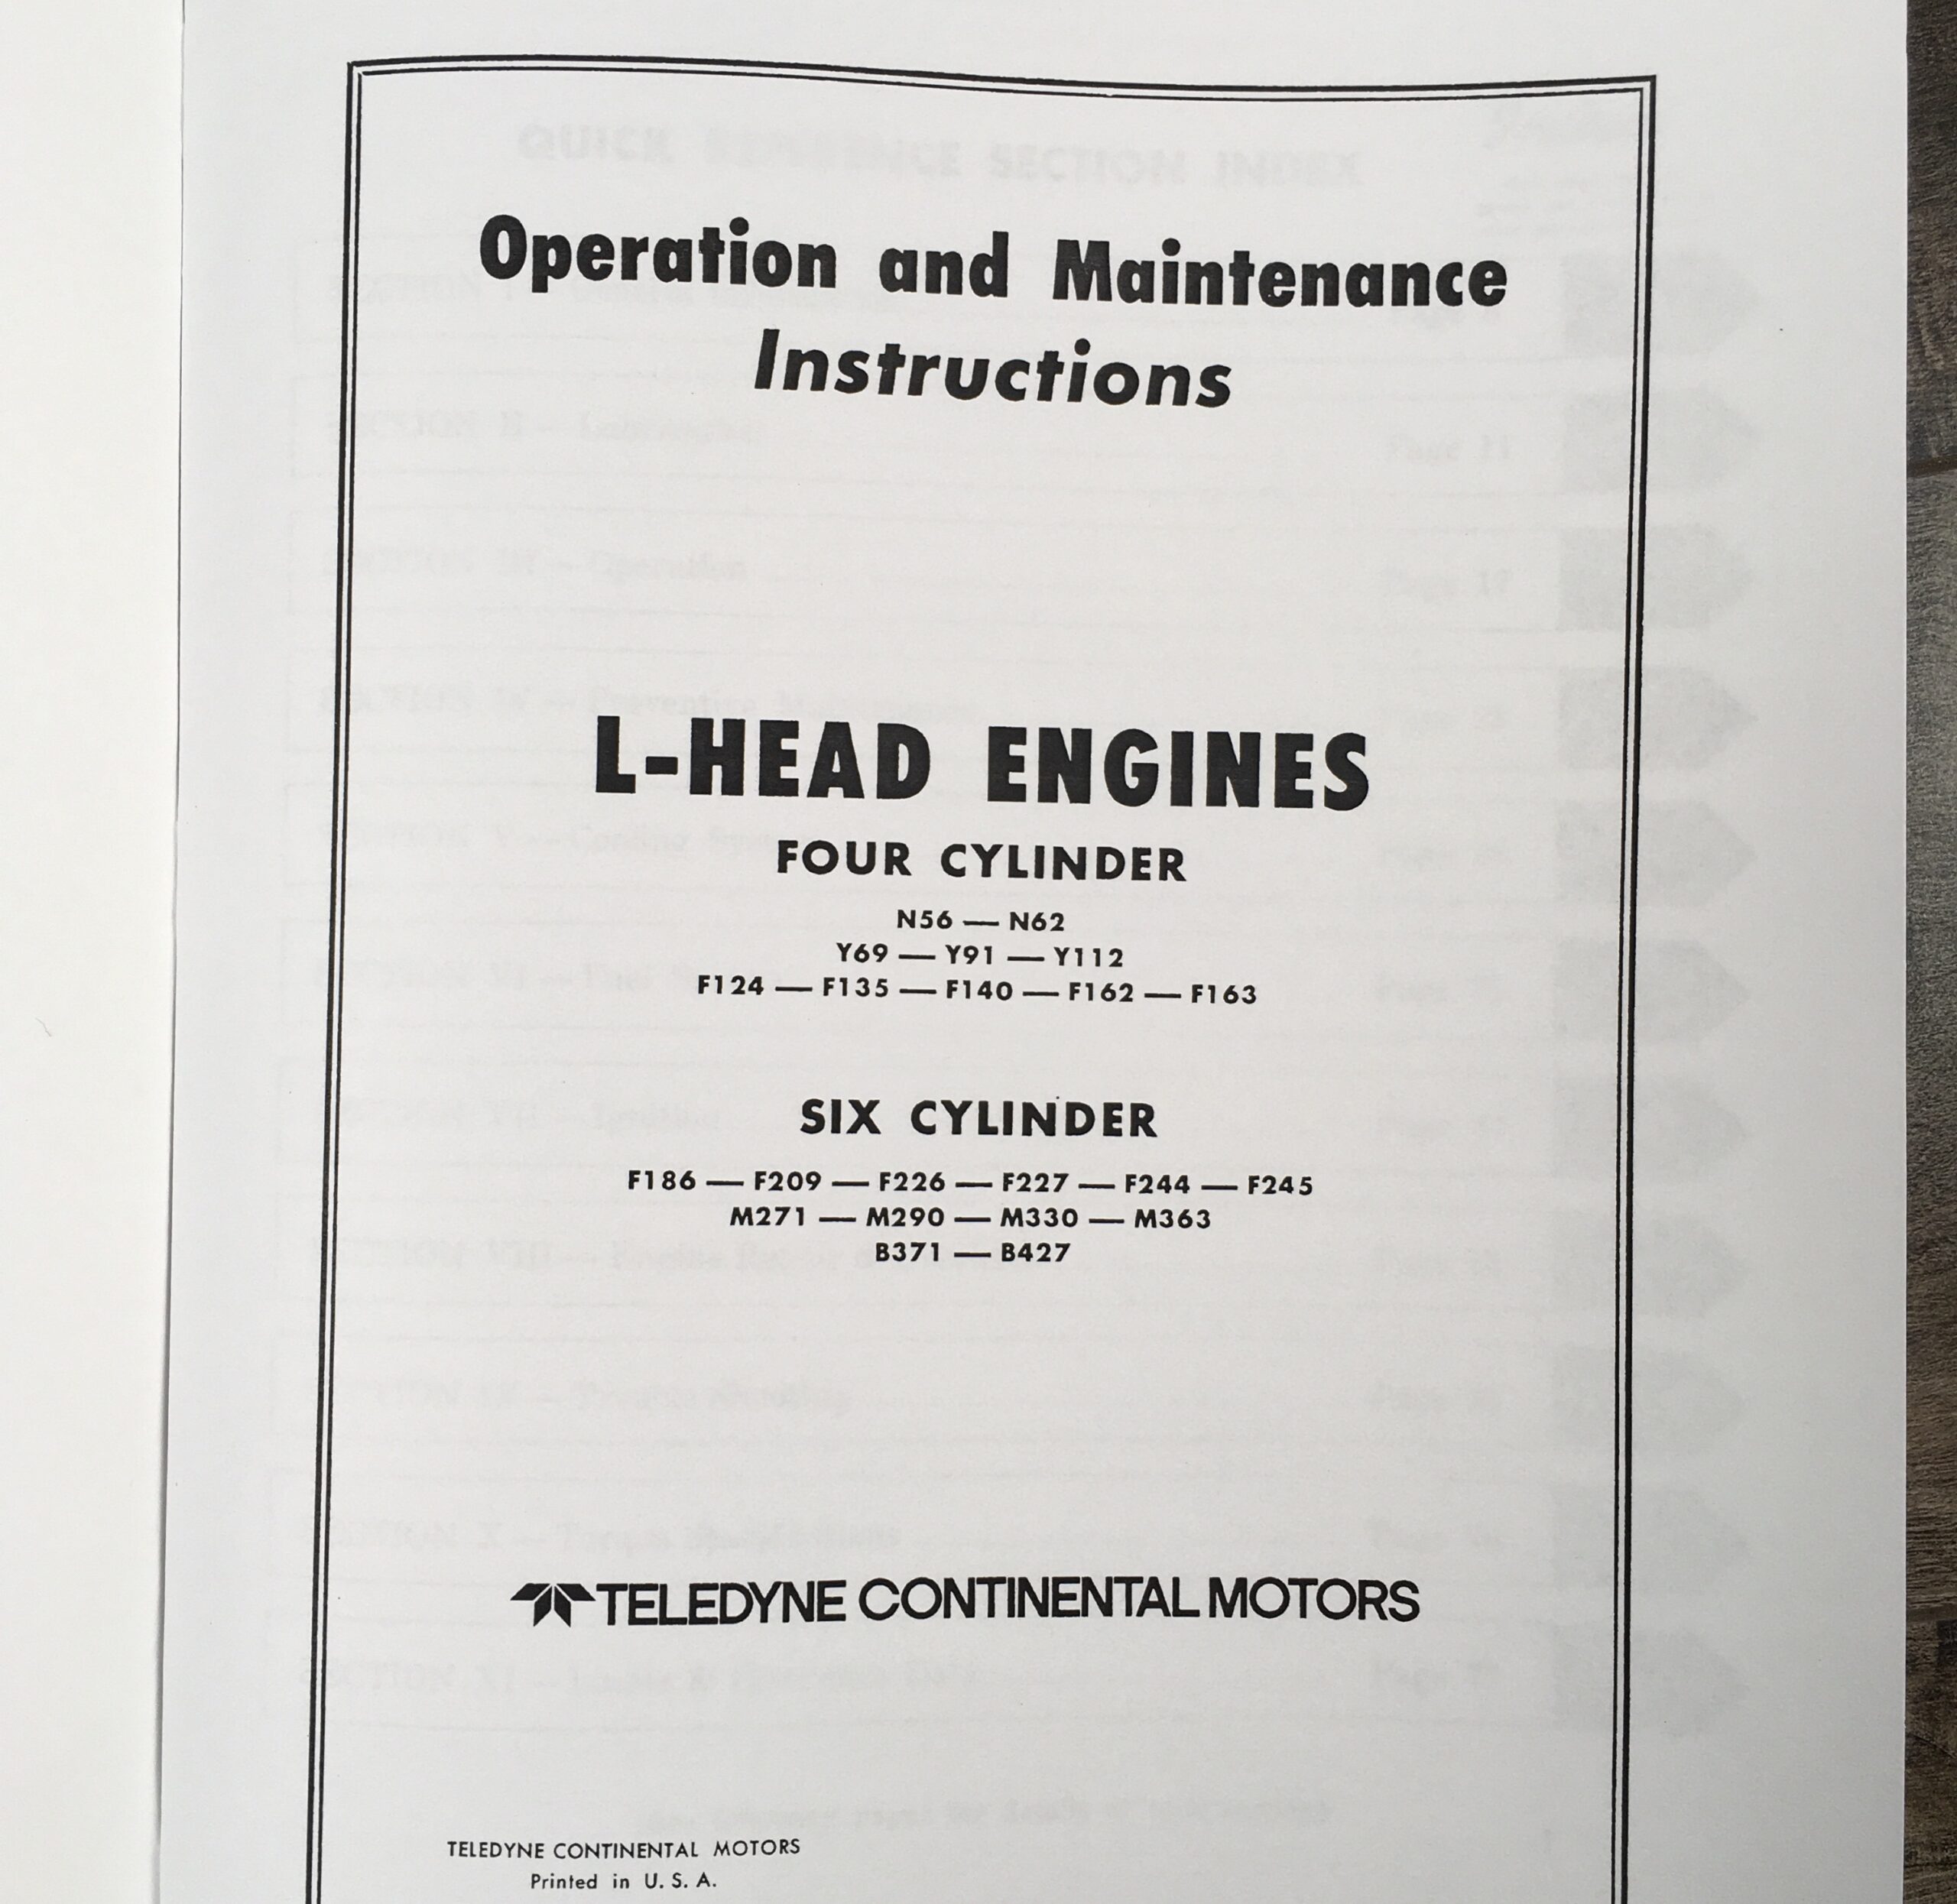 Operation and Maintenance
Instructions
L-HEAD ENGINES
FOUR CYLINDER
N56 — N62
Y69 — Y91 — Y112
F124 — F135 — F140 — F162 — F163
SIX CYLINDER
F186 — F209 — F226 — F227 — F244 — F245
M271 — M290 — M330 — M363
B371 — B427
TELEDYNE CONTINENTAL MOTORS
TELEDYNE CONTINENTAL MOTORS
Printed in U. S. A.